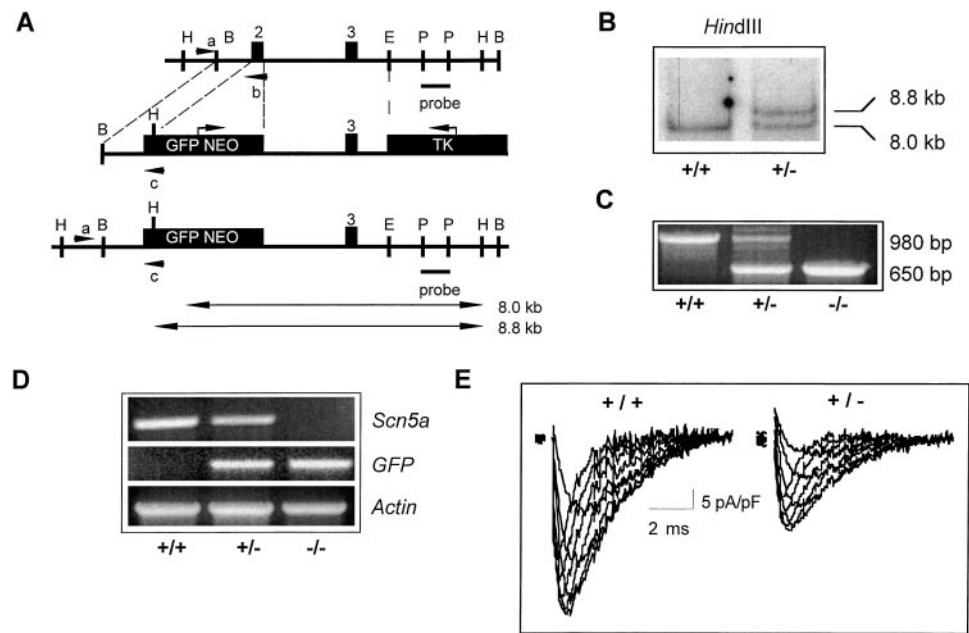 A
H a B 2 3 E P P H B
b
probe
B H
GFP NEO 3 TK
c
H a B H 3 E P P H B
GFP NEO
c
probe
8.0 kb
8.8 kb
B
HindIII
8.8 kb
8.0 kb
+/+ +/-
C
980 bp
650 bp
+/+ +/- -/-
D
Scn5a
GFP
Actin
+/+ +/- -/-
E
+ / + + / -
5 pA/pF
2 ms